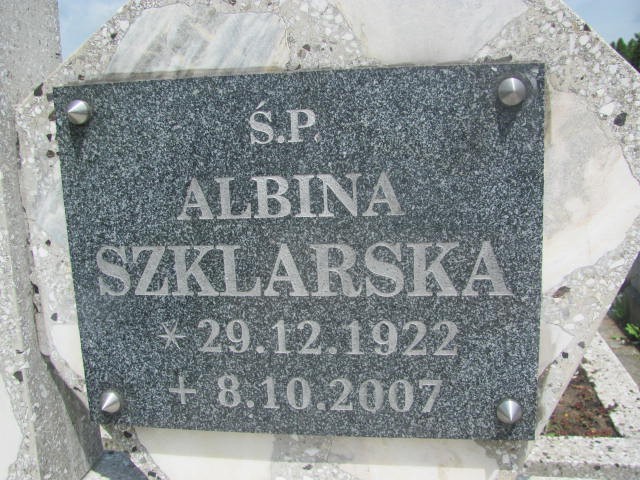 Ś.P.
ALBINA
SZKLARSKA
* 29.12.1922
+ 8.10.2007